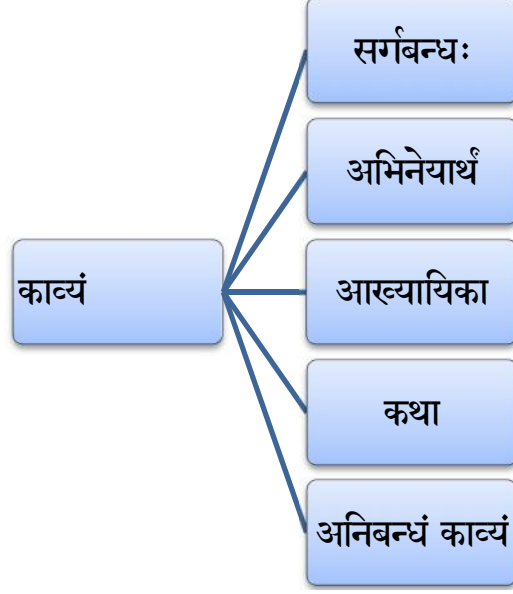 सर्गबन्धः
अभिनेयार्थं
काव्यं
आख्यायिका
कथा
अनिबन्धं काव्यं